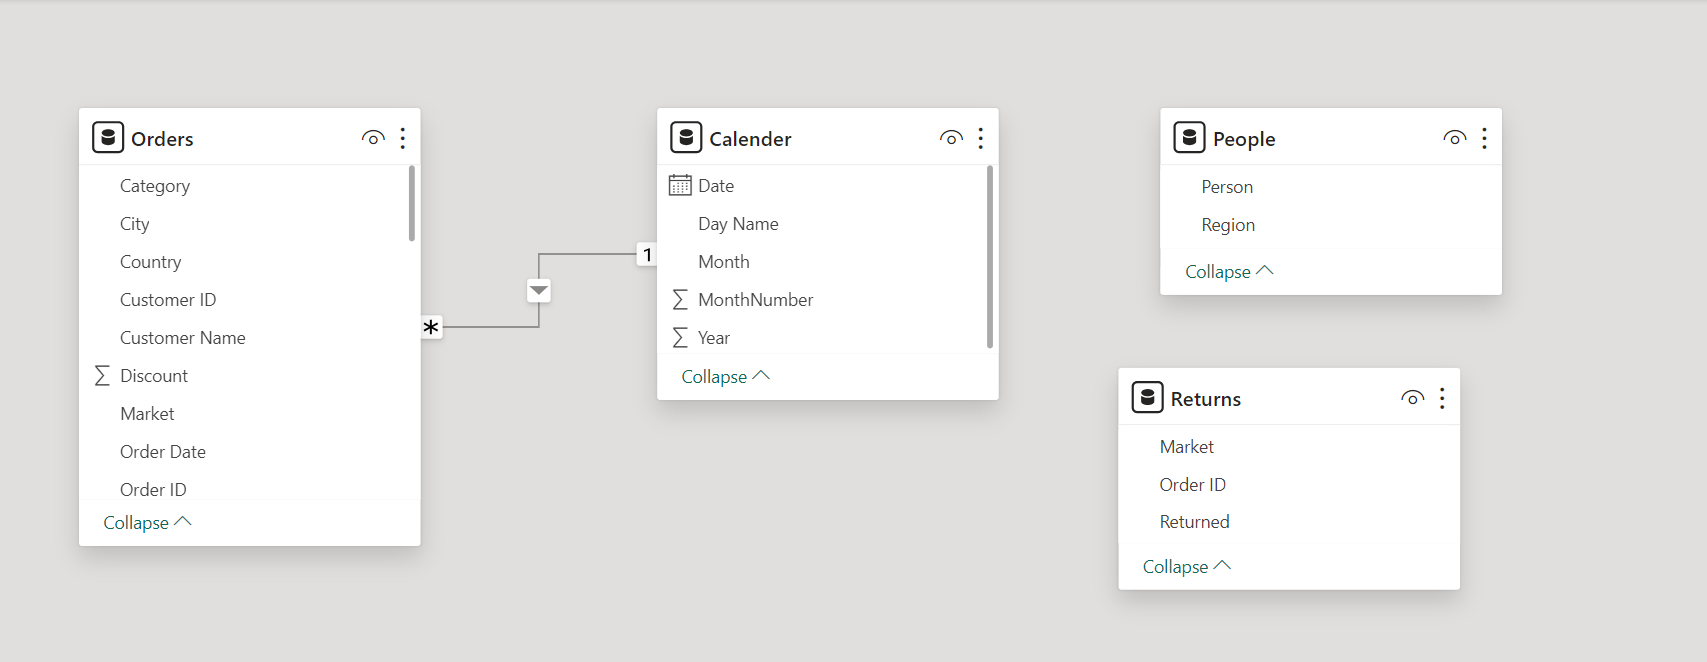 Orders
Category
City
Country
Customer ID
Customer Name
Discount
Market
Order Date
Order ID
Collapse
*
1
Calender
Date
Day Name
Month
MonthNumber
Year
Collapse
People
Person
Region
Collapse
Returns
Market
Order ID
Returned
Collapse